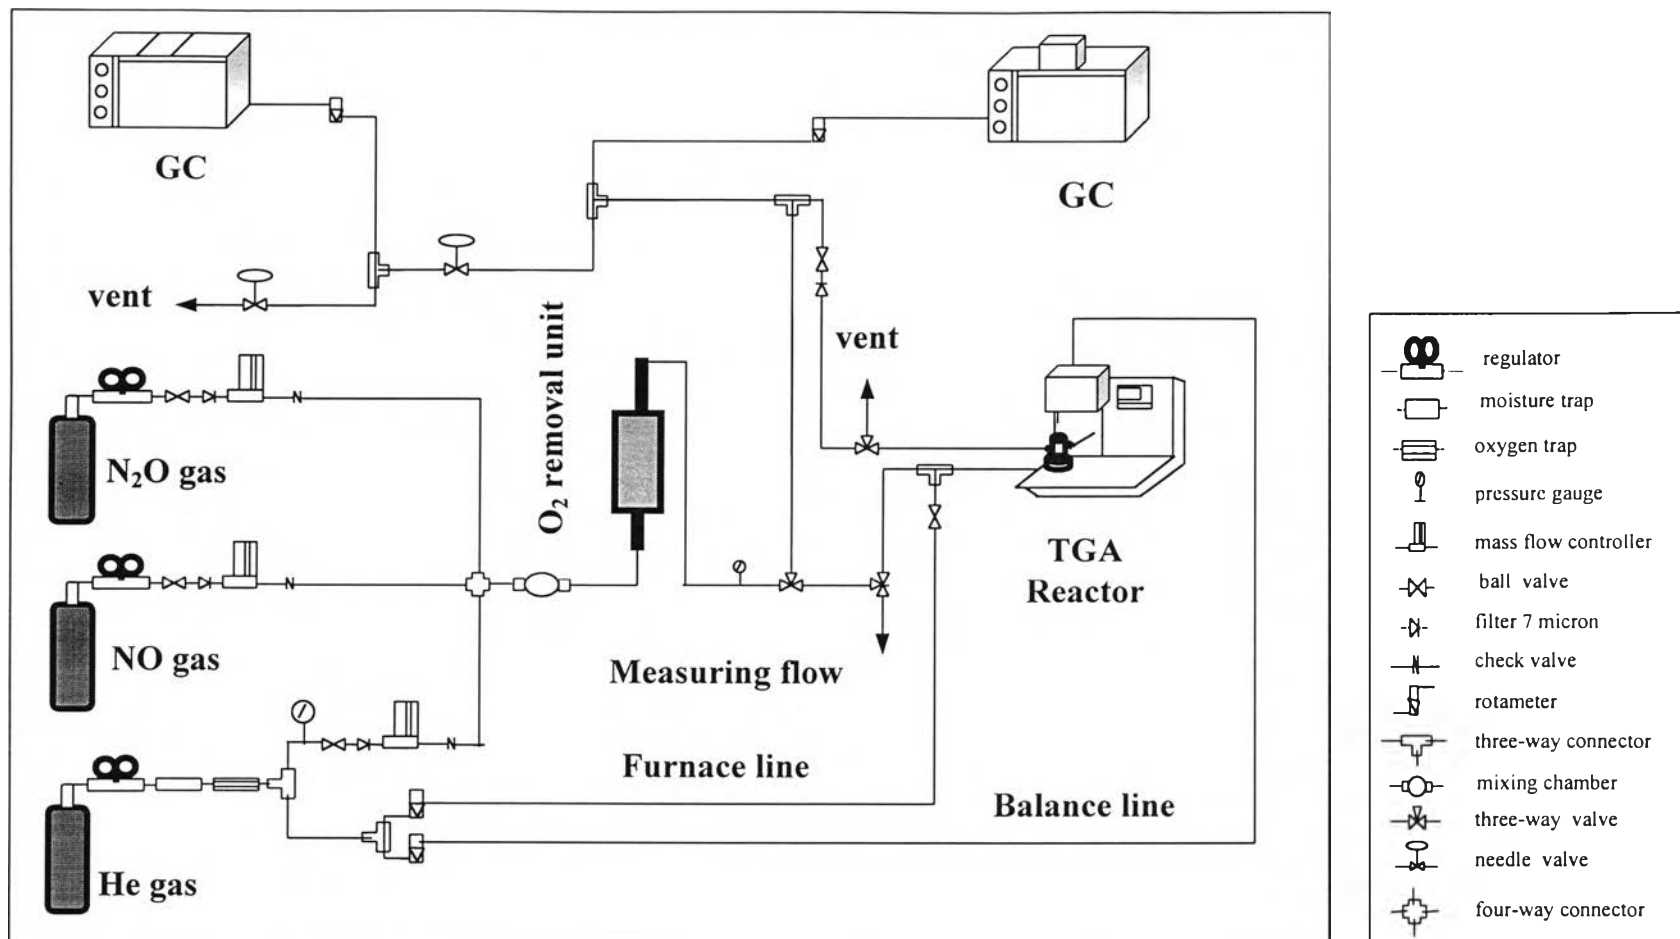 GC
GC
vent
O₂ removal unit
vent
N₂O gas
TGA
Reactor
NO gas
Measuring flow
Furnace line
Balance line
He gas
regulator
moisture trap
oxygen trap
pressure gauge
mass flow controller
ball valve
filter 7 micron
check valve
rotameter
three-way connector
mixing chamber
three-way valve
needle valve
four-way connector